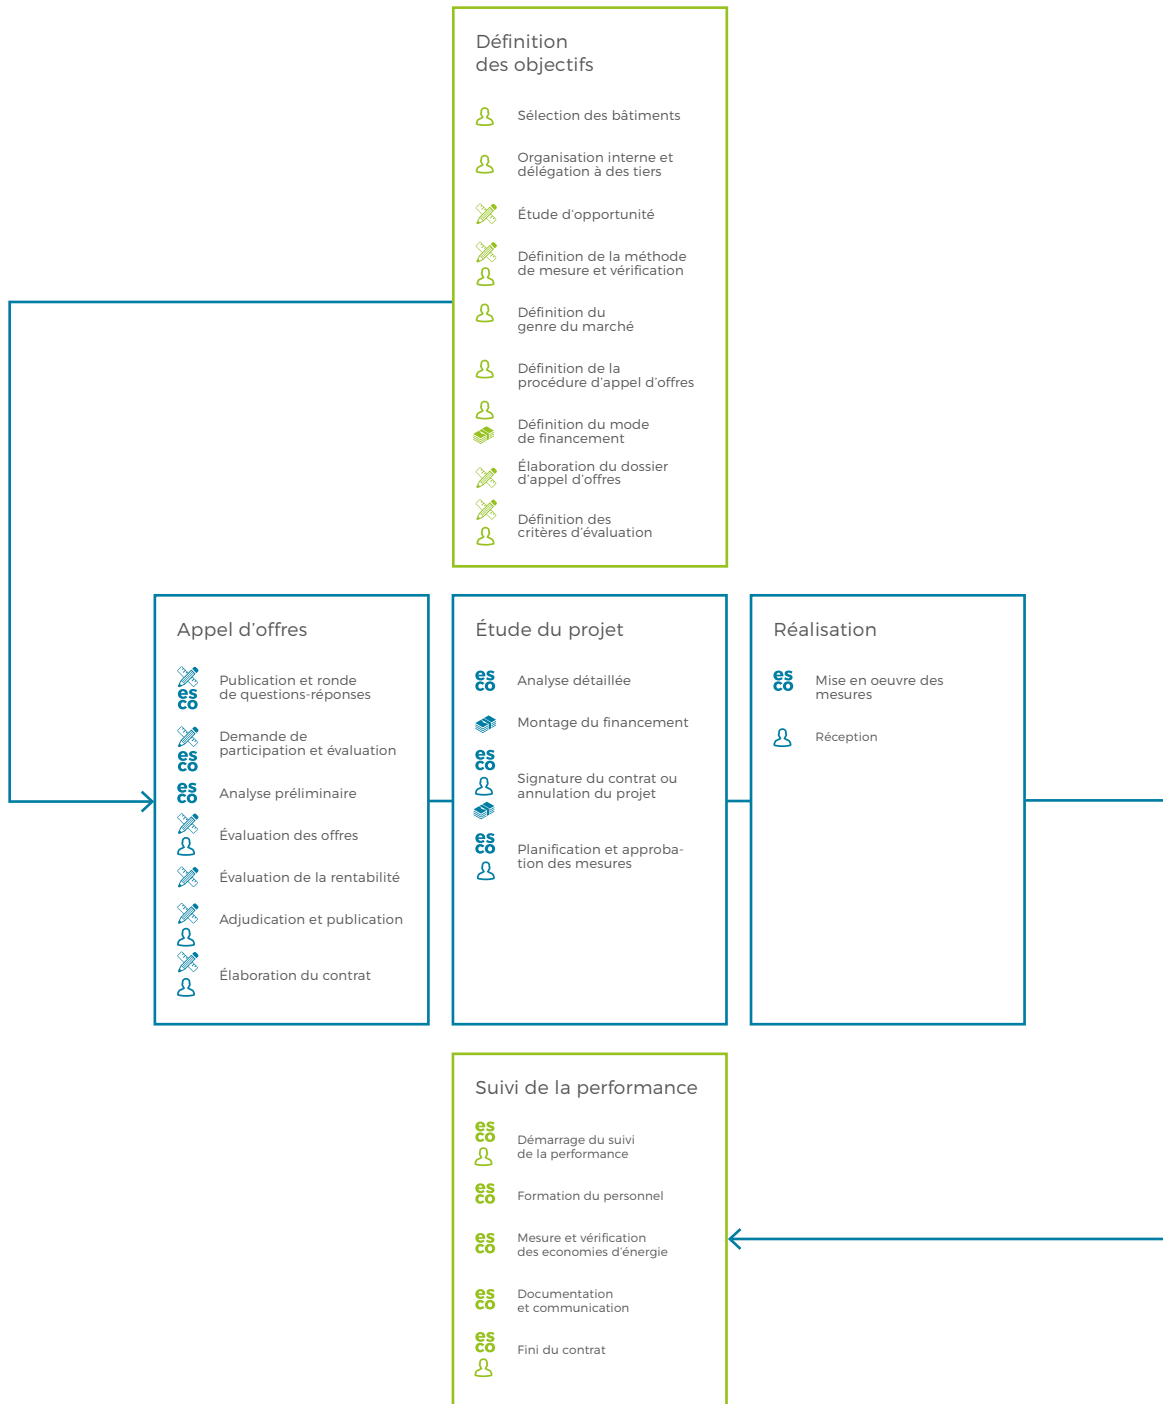 Définition
des objectifs
Sélection des bâtiments
Organisation interne et
délégation à des tiers
Étude d'opportunité
Définition de la méthode
de mesure et vérification
Définition du
genre du marché
Définition de la
procédure d'appel d'offres
Définition du mode
de financement
Élaboration du dossier
d'appel d'offres
Définition des
critères d'évaluation
Appel d'offres
es
co
Publication et ronde
de questions-réponses
es
co
Demande de
participation et évaluation
es
co
Analyse préliminaire
Évaluation des offres
Évaluation de la rentabilité
Adjudication et publication
Élaboration du contrat
Étude du projet
es
co
Analyse détaillée
Montage du financement
es
co
Signature du contrat ou
annulation du projet
es
co
Planification et approba-
tion des mesures
Réalisation
es
co
Mise en oeuvre des
mesures
Réception
Suivi de la performance
es
co
Démarrage du suivi
de la performance
es
co
Formation du personnel
es
co
Mesure et vérification
des economies d'énergie
es
co
Documentation
et communication
es
co
Fini du contrat